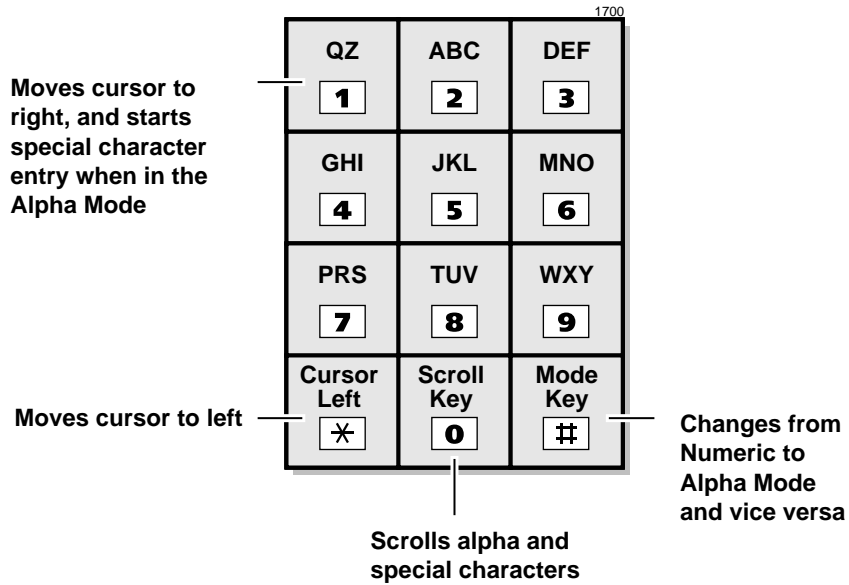 1700
QZ ABC DEF
1 2 3
Moves cursor to
right, and starts
special character
entry when in the
Alpha Mode
GHI JKL MNO
4 5 6
PRS TUV WXY
7 8 9
Cursor
Left
Scroll
Key
Mode
Key
* 0 #
Moves cursor to left
Changes from
Numeric to
Alpha Mode
and vice versa
Scrolls alpha and
special characters